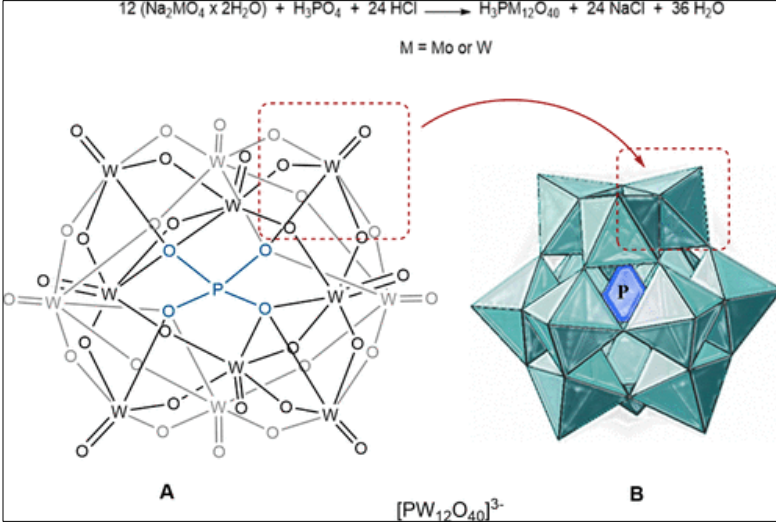 12 (Na₂MO₄ x 2H₂O) + H₃PO₄ + 24 HCl ⟶ H₃PM₁₂O₄₀ + 24 NaCl + 36 H₂O
M = Mo or W
O O O O O
W O W O O W
O W
O O O O O
O O
O O
P W W P
O W W O
O O
O
O O O O O
O W O
W O W O O W
O O
O O O
A B
[PW₁₂O₄₀]³⁻